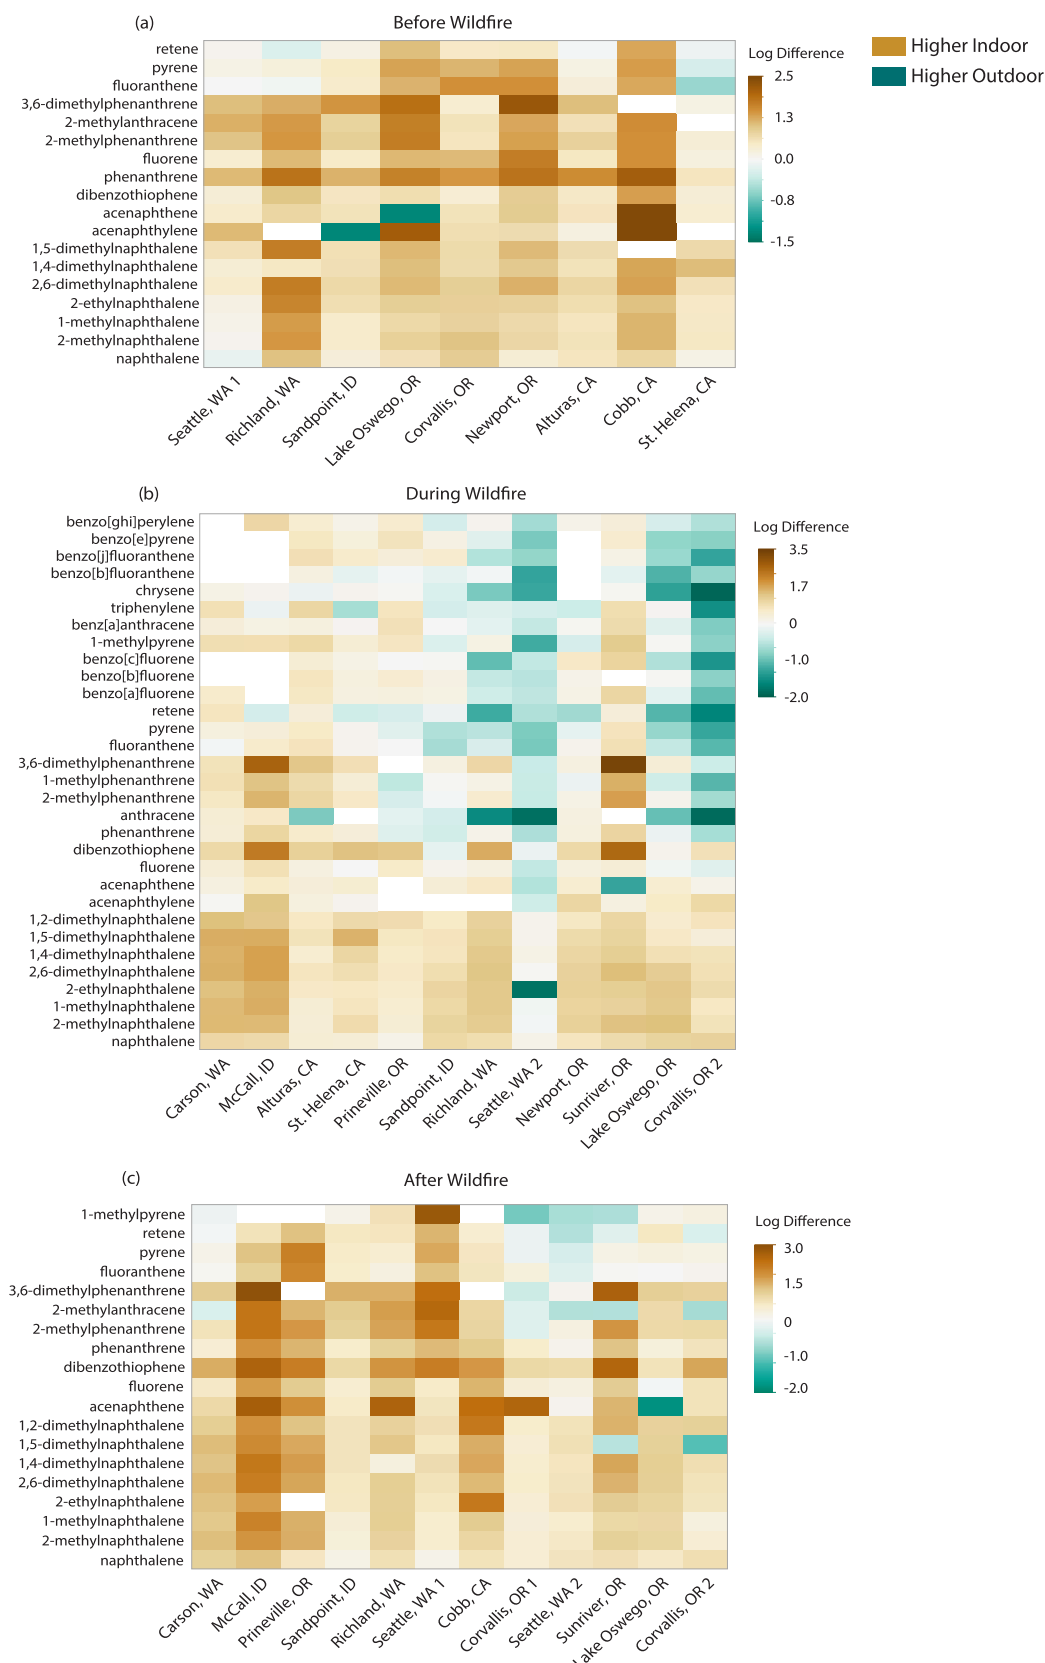 (a)
Before Wildfire
Higher Indoor
Higher Outdoor
retene
pyrene
fluoranthene
3,6-dimethylphenanthrene
2-methylanthracene
2-methylphenanthrene
fluorene
phenanthrene
dibenzothiophene
acenaphthene
acenaphthylene
1,5-dimethylnaphthalene
1,4-dimethylnaphthalene
2,6-dimethylnaphthalene
2-ethylnaphthalene
1-methylnaphthalene
2-methylnaphthalene
naphthalene
Log Difference
2.5
1.3
0.0
-0.8
-1.5
Seattle, WA 1
Richland, WA
Sandpoint, ID
Lake Oswego, OR
Corvallis, OR
Newport, OR
Alturas, CA
Cobb, CA
St. Helena, CA
(b)
During Wildfire
benzo[ghi]perylene
benzo[e]pyrene
benzo[j]fluoranthene
benzo[b]fluoranthene
chrysene
triphenylene
benz[a]anthracene
1-methylpyrene
benzo[c]fluorene
benzo[b]fluorene
benzo[a]fluorene
retene
pyrene
fluoranthene
3,6-dimethylphenanthrene
1-methylphenanthrene
2-methylphenanthrene
anthracene
phenanthrene
dibenzothiophene
fluorene
acenaphthene
acenaphthylene
1,2-dimethylnaphthalene
1,5-dimethylnaphthalene
1,4-dimethylnaphthalene
2,6-dimethylnaphthalene
2-ethylnaphthalene
1-methylnaphthalene
2-methylnaphthalene
naphthalene
Log Difference
3.5
1.7
0
-1.0
-2.0
Carson, WA
McCall, ID
Alturas, CA
St. Helena, CA
Prineville, OR
Sandpoint, ID
Richland, WA
Seattle, WA 2
Newport, OR
Sunriver, OR
Lake Oswego, OR
Corvallis, OR 2
(c)
After Wildfire
1-methylpyrene
retene
pyrene
fluoranthene
3,6-dimethylphenanthrene
2-methylanthracene
2-methylphenanthrene
phenanthrene
dibenzothiophene
fluorene
acenaphthene
1,2-dimethylnaphthalene
1,5-dimethylnaphthalene
1,4-dimethylnaphthalene
2,6-dimethylnaphthalene
2-ethylnaphthalene
1-methylnaphthalene
2-methylnaphthalene
naphthalene
Log Difference
3.0
1.5
0
-1.0
-2.0
Carson, WA
McCall, ID
Prineville, OR
Sandpoint, ID
Richland, WA
Seattle, WA 1
Cobb, CA
Corvallis, OR 1
Seattle, WA 2
Sunriver, OR
Lake Oswego, OR
Corvallis, OR 2